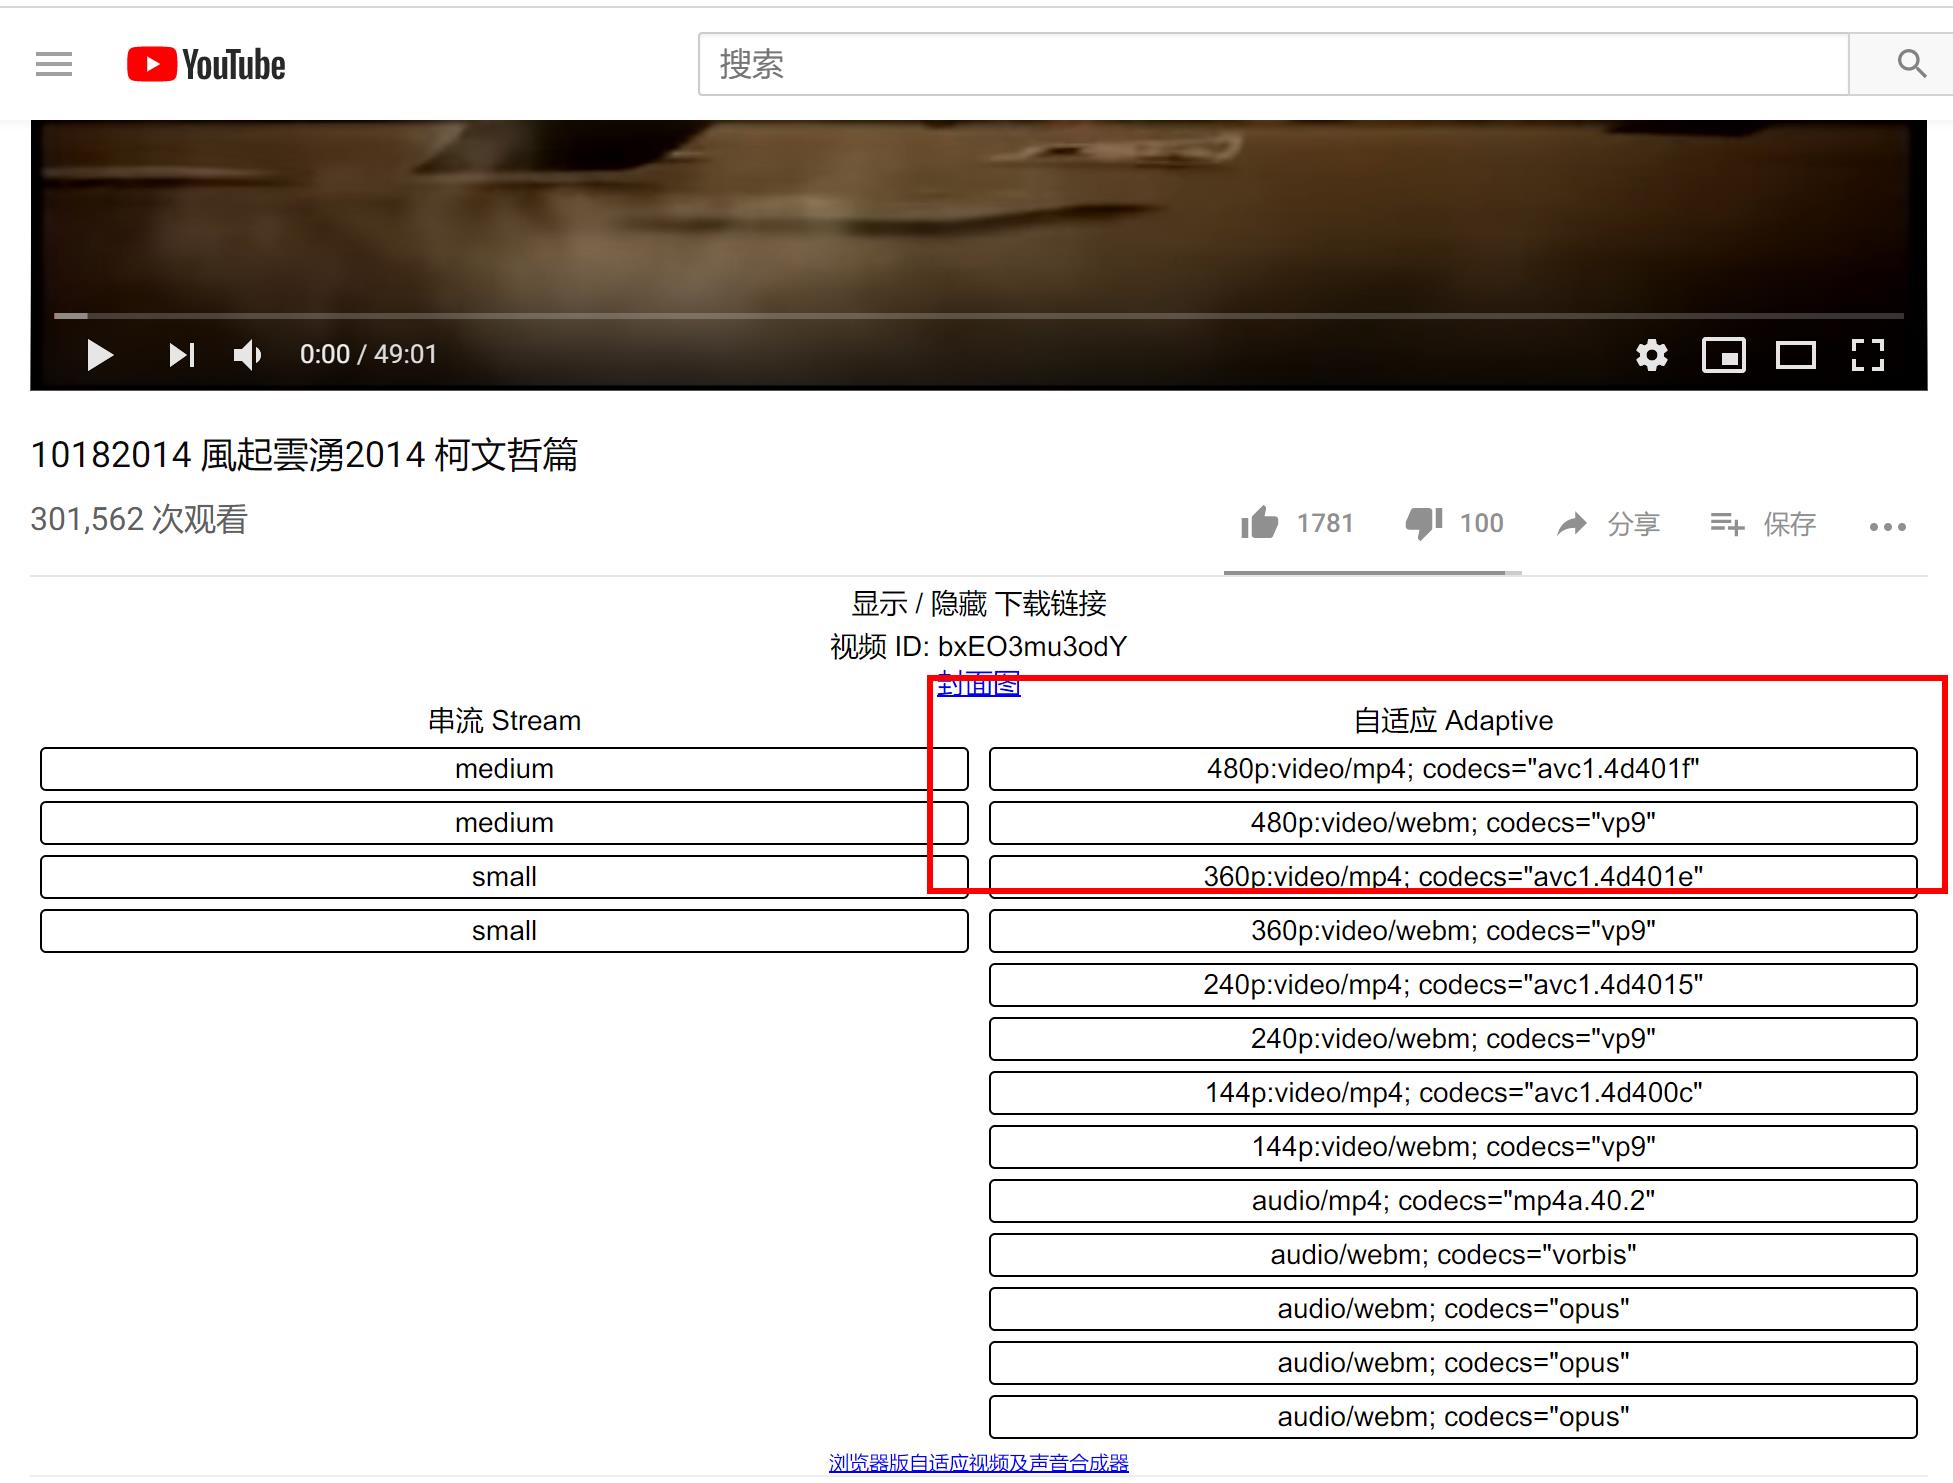 YouTube
搜索
0:00 / 49:01
10182014 風起雲湧2014 柯文哲篇
301,562 次观看
1781
100
分享
保存
显示 / 隐藏 下载链接
视频 ID: bxEO3mu3odY
封面图
串流 Stream
medium
medium
small
small
自适应 Adaptive
480p:video/mp4; codecs="avc1.4d401f"
480p:video/webm; codecs="vp9"
360p:video/mp4; codecs="avc1.4d401e"
360p:video/webm; codecs="vp9"
240p:video/mp4; codecs="avc1.4d4015"
240p:video/webm; codecs="vp9"
144p:video/mp4; codecs="avc1.4d400c"
144p:video/webm; codecs="vp9"
audio/mp4; codecs="mp4a.40.2"
audio/webm; codecs="vorbis"
audio/webm; codecs="opus"
audio/webm; codecs="opus"
audio/webm; codecs="opus"
浏览器版自适应视频及声音合成器